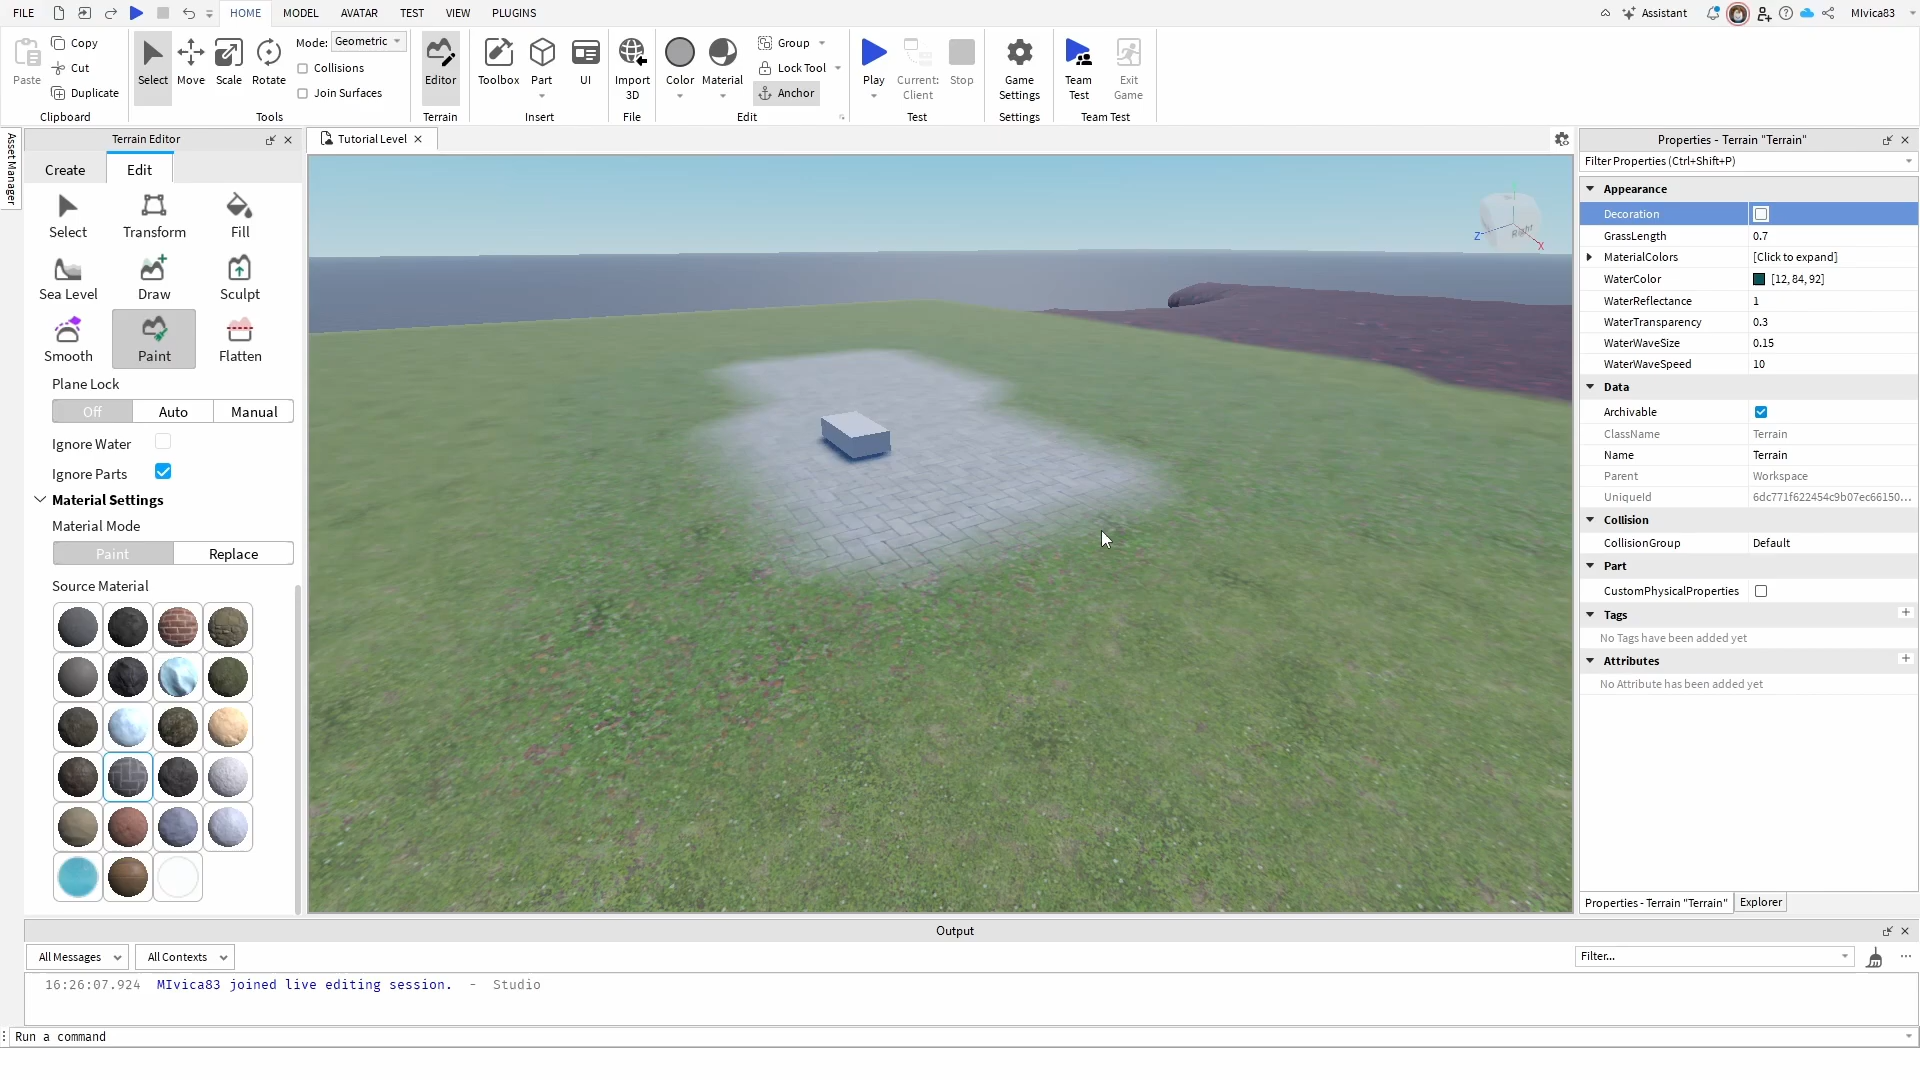 FILE
HOME
MODEL
AVATAR
TEST
VIEW
PLUGINS
Assistant
MIvica83
Paste
Copy
Cut
Duplicate
Clipboard
Select
Move
Scale
Rotate
Mode:
Geometric
Collisions
Join Surfaces
Tools
Editor
Terrain
Toolbox
Part
UI
Insert
Import
3D
File
Color
Material
Group
Lock Tool
Anchor
Edit
Play
Current:
Client
Stop
Test
Game
Settings
Settings
Team
Test
Exit
Game
Team Test
Asset Manager
Terrain Editor
Create
Edit
Select
Transform
Fill
Sea Level
Draw
Sculpt
Smooth
Paint
Flatten
Plane Lock
Off
Auto
Manual
Ignore Water
Ignore Parts
Material Settings
Material Mode
Paint
Replace
Source Material
Tutorial Level
Z
Right
X
Properties - Terrain "Terrain"
Filter Properties (Ctrl+Shift+P)
Appearance
Decoration
GrassLength 0.7
MaterialColors [Click to expand]
WaterColor [12, 84, 92]
WaterReflectance 1
WaterTransparency 0.3
WaterWaveSize 0.15
WaterWaveSpeed 10
Data
Archivable
ClassName Terrain
Name Terrain
Parent Workspace
UniqueId 6dc771f622454c9b07ec66150...
Collision
CollisionGroup Default
Part
CustomPhysicalProperties
Tags
No Tags have been added yet
Attributes
No Attribute has been added yet
Properties - Terrain "Terrain"
Explorer
Output
All Messages
All Contexts
Filter...
16:26:07.924 MIvica83 joined live editing session. - Studio
Run a command